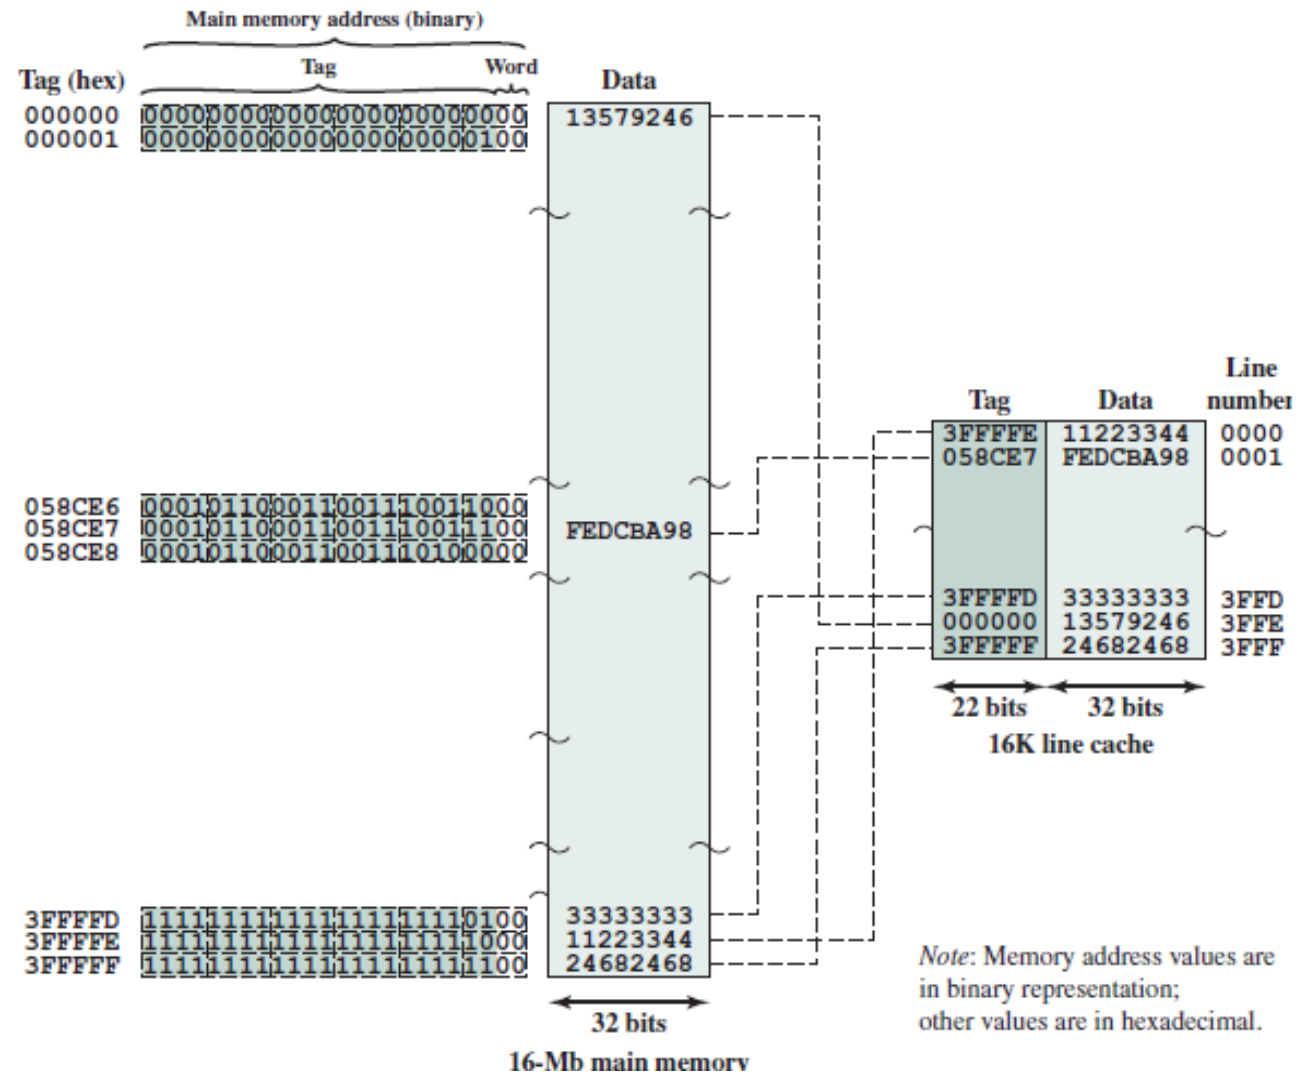 Main memory address (binary)
Tag (hex) Tag Word Data
000000 000000000000000000000000 13579246
000001 000000000000000000000100
Line
Tag Data number
3FFFFE 11223344 0000
058CE7 FEDCBA98 0001
058CE6 000101100011001110011000
058CE7 000101100011001110011100 FEDCBA98
058CE8 000101100011001110100000
3FFFFD 33333333 3FFD
000000 13579246 3FFE
3FFFFF 24682468 3FFF
22 bits 32 bits
16K line cache
3FFFFD 111111111111111111110100 33333333
3FFFFE 111111111111111111111000 11223344
3FFFFF 111111111111111111111100 24682468
Note: Memory address values are
in binary representation;
other values are in hexadecimal.
32 bits
16-Mb main memory